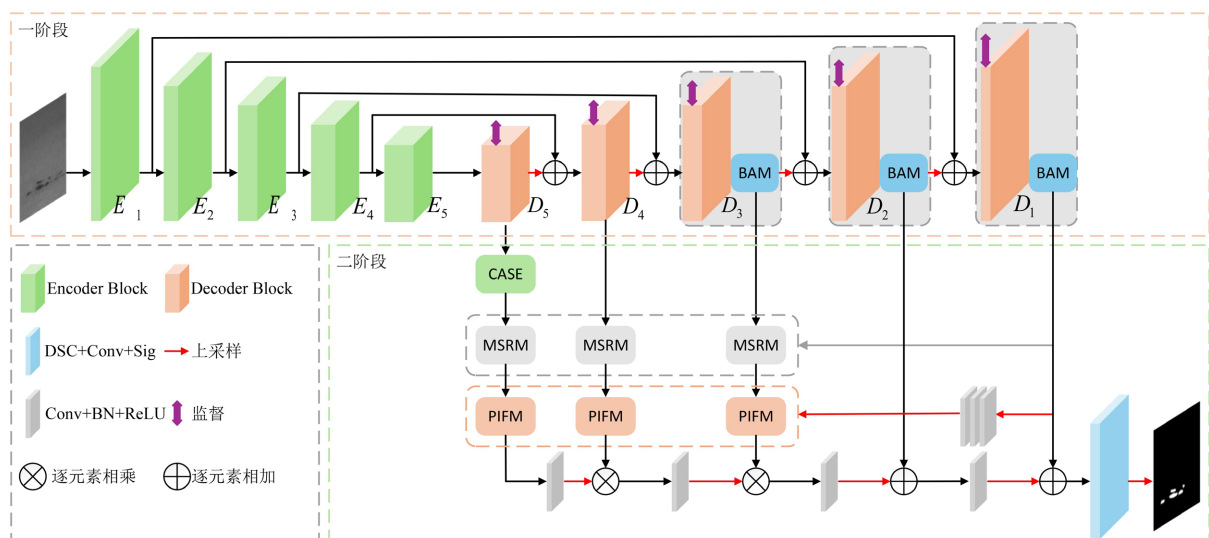 一阶段
BAM
BAM
BAM
E 1
E2
E 3
E4
E5
D5
D4
D3
D2
D1
二阶段
CASE
Encoder Block
Decoder Block
MSRM
MSRM
MSRM
DSC+Conv+Sig
上采样
Conv+BN+ReLU
监督
PIFM
PIFM
PIFM
逐元素相乘
逐元素相加